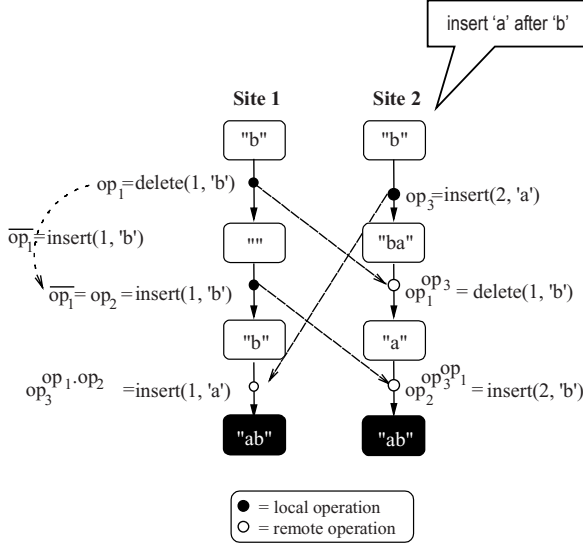 insert ‘a’ after ‘b’
Site 1 Site 2
"b" "b"
op1=delete(1, 'b') op3=insert(2, 'a')
op1=insert(1, 'b') "" "ba"
op1= op2=insert(1, 'b') op1op3 = delete(1, 'b')
"b" "a"
op3op1.op2 =insert(1, 'a') op2op3op1 = insert(2, 'b')
"ab" "ab"
= local operation
= remote operation